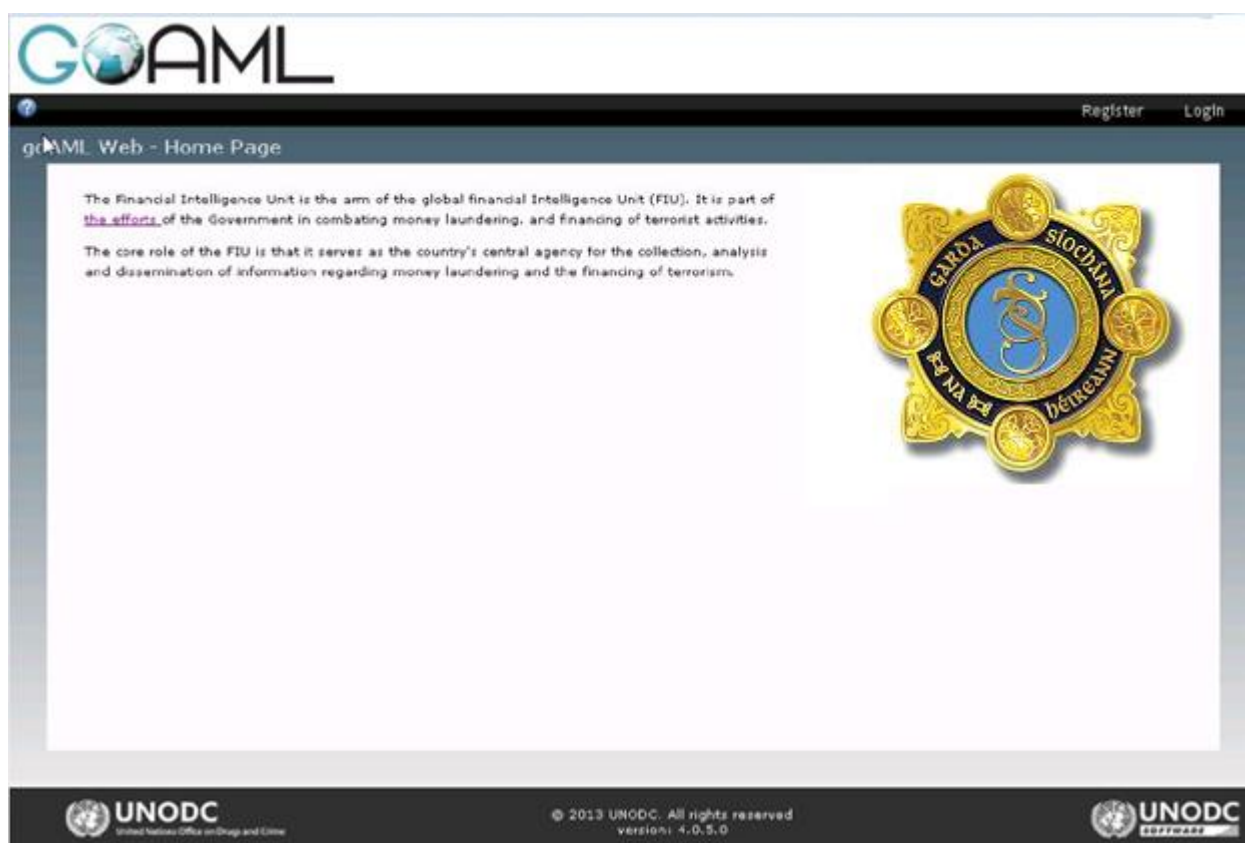 GOAML
Register Login
goAML Web - Home Page
The Financial Intelligence Unit is the arm of the global financial Intelligence Unit (FIU). It is part of
the efforts of the Government in combating money laundering, and financing of terrorist activities.
The core role of the FIU is that it serves as the country's central agency for the collection, analysis
and dissemination of information regarding money laundering and the financing of terrorism.
GARDA SÍOCHÁNA
NA HÉIREANN
UNODC
United Nations Office on Drugs and Crime
© 2013 UNODC. All rights reserved
version: 4.0.5.0
UNODC
SOFTWARE